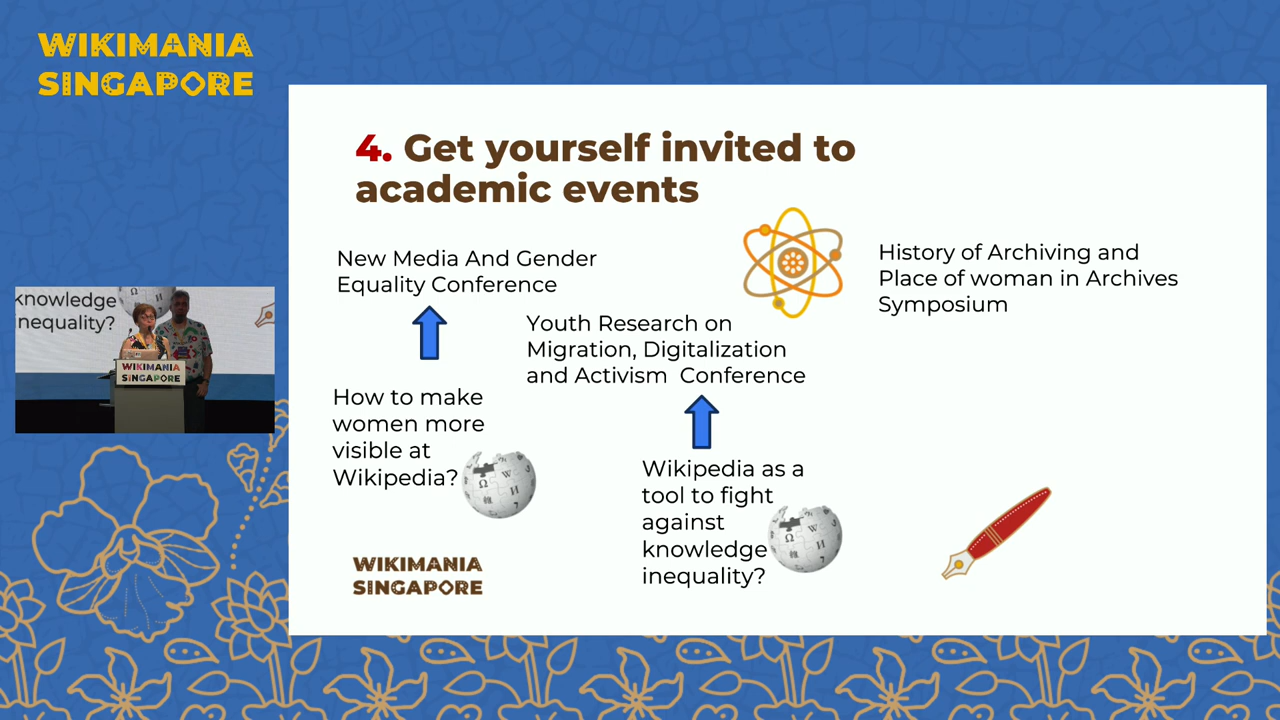 WIKIMANIA
SINGAPORE
4. Get yourself invited to
academic events
New Media And Gender
Equality Conference
History of Archiving and
Place of woman in Archives
Symposium
Youth Research on
Migration, Digitalization
and Activism Conference
How to make
women more
visible at
Wikipedia?
Wikipedia as a
tool to fight
against
knowledge
inequality?
WIKIMANIA
SINGAPORE
knowledge
inequality?
WIKIMANIA
SINGAPORE